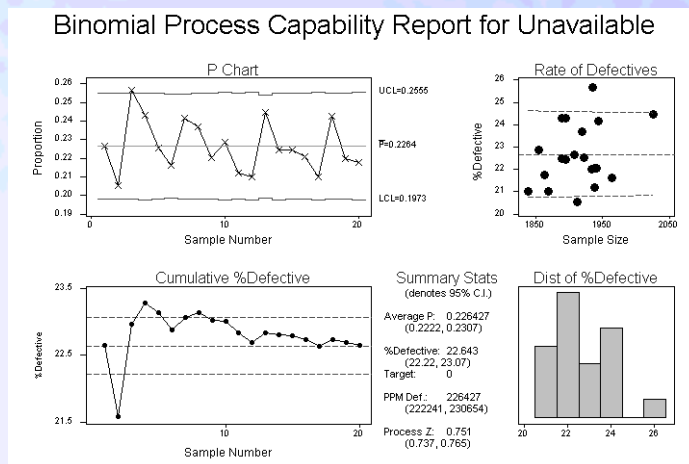 Binomial Process Capability Report for Unavailable
P Chart
0.26
0.25
0.24
0.23
0.22
0.21
0.20
0.19
Proportion
0
10
20
Sample Number
UCL=0.2555
P=0.2264
LCL=0.1973
Rate of Defectives
26
25
24
23
22
21
20
%Defective
1850
1950
2050
Sample Size
Cumulative %Defective
23.5
22.5
21.5
%Defective
10
20
Sample Number
Summary Stats
(denotes 95% C.I.)
Average P: 0.226427
(0.2222, 0.2307)
%Defective: 22.643
(22.22, 23.07)
Target: 0
PPM Def.: 226427
(222241, 230654)
Process Z: 0.751
(0.737, 0.765)
Dist of %Defective
20
22
24
26